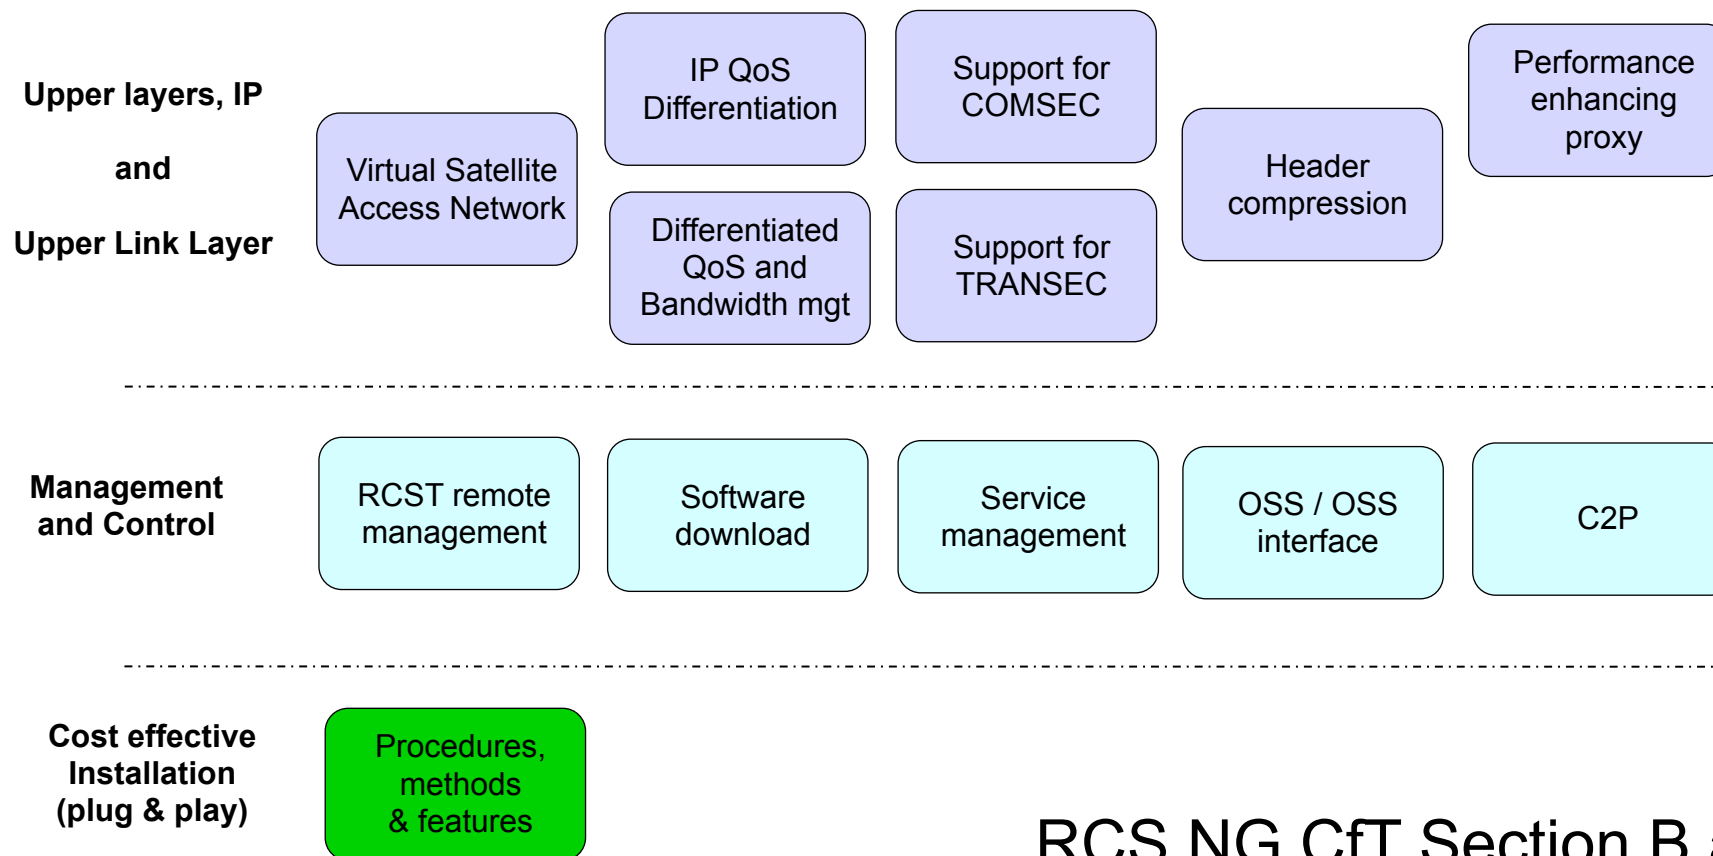 Upper layers, IP
and
Upper Link Layer
Virtual Satellite
Access Network
IP QoS
Differentiation
Differentiated
QoS and
Bandwidth mgt
Support for
COMSEC
Support for
TRANSEC
Header
compression
Performance
enhancing
proxy
Management
and Control
RCST remote
management
Software
download
Service
management
OSS / OSS
interface
C2P
Cost effective
Installation
(plug & play)
Procedures,
methods
& features
RCS NG CfT Section B